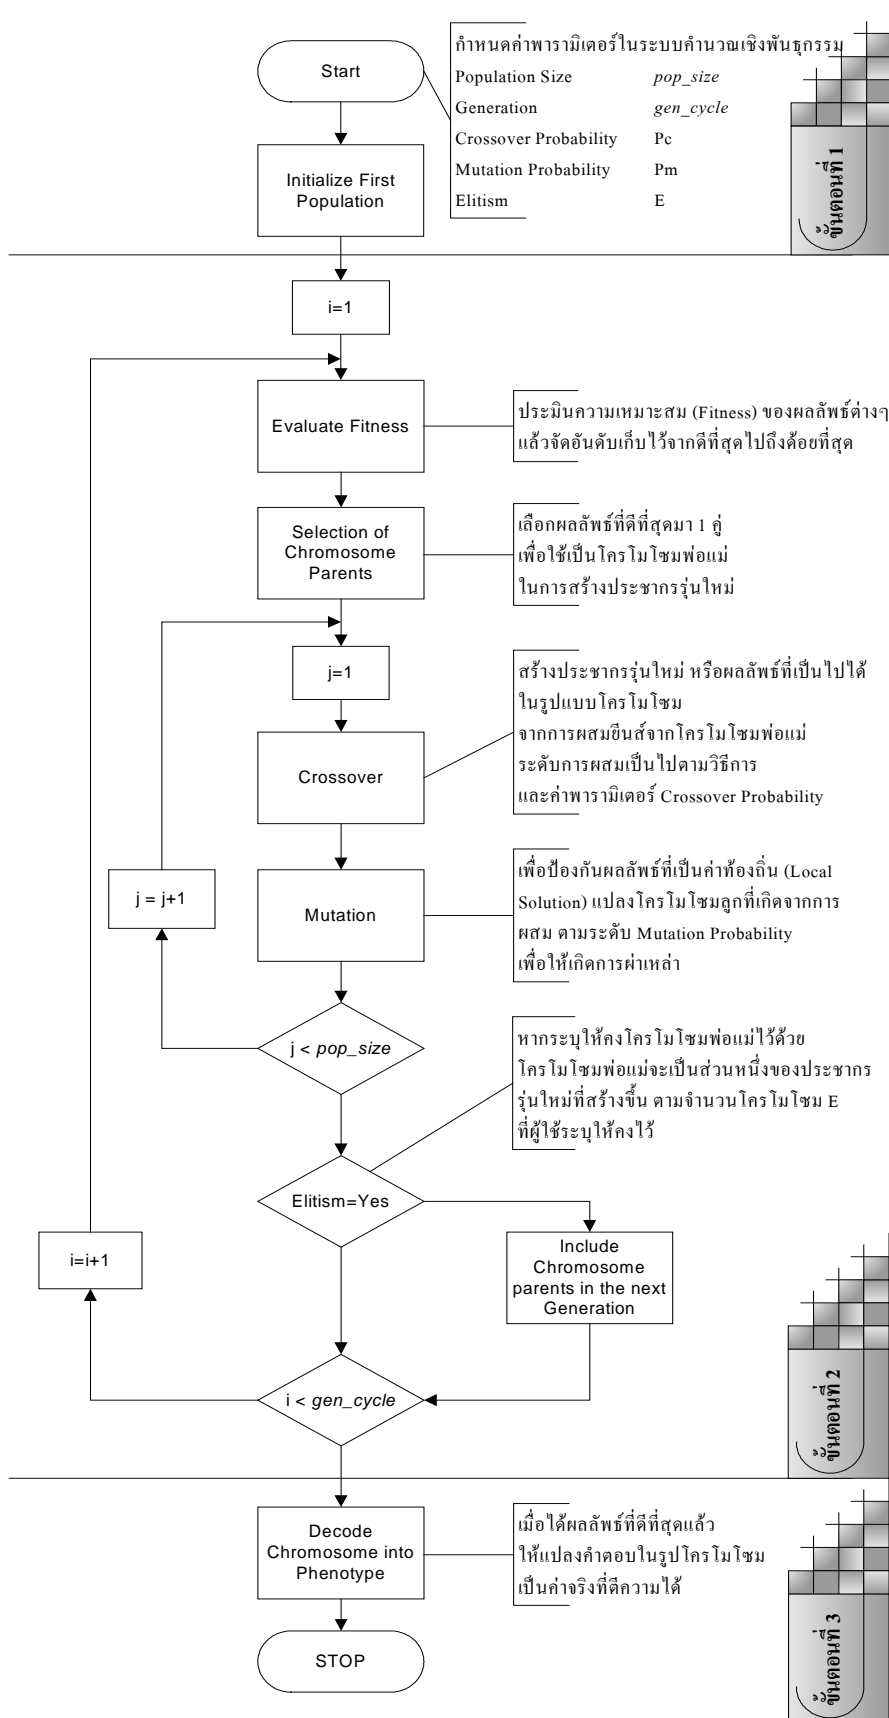 Start
กำหนดค่าพารามิเตอร์ในระบบคำนวณเชิงพันธุกรรม
Population Size pop_size
Generation gen_cycle
Crossover Probability Pc
Mutation Probability Pm
Elitism E
ขั้นตอนที่ 1
Initialize First
Population
i=1
Evaluate Fitness
ประมินความเหมาะสม (Fitness) ของผลลัพธ์ต่างๆ
แล้วจัดอันดับเก็บไว้จากดีที่สุดไปถึงด้อยที่สุด
Selection of
Chromosome
Parents
เลือกผลลัพธ์ที่ดีที่สุดมา 1 คู่
เพื่อใช้เป็นโครโมโซมพ่อแม่
ในการสร้างประชากรรุ่นใหม่
j=1
สร้างประชากรรุ่นใหม่ หรือผลลัพธ์ที่เป็นไปได้
ในรูปแบบโครโมโซม
จากการผสมยีนส์จากโครโมโซมพ่อแม่
ระดับการผสมเป็นไปตามวิธีการ
และค่าพารามิเตอร์ Crossover Probability
Crossover
j = j+1
Mutation
เพื่อป้องกันผลลัพธ์ที่เป็นค่าท้องถิ่น (Local
Solution) แปลงโครโมโซมลูกที่เกิดจากการ
ผสม ตามระดับ Mutation Probability
เพื่อให้เกิดการผ่าเหล่า
j < pop_size
หากระบุให้คงโครโมโซมพ่อแม่ไว้ด้วย
โครโมโซมพ่อแม่จะเป็นส่วนหนึ่งของประชากร
รุ่นใหม่ที่สร้างขึ้น ตามจำนวนโครโมโซม E
ที่ผู้ใช้ระบุให้คงไว้
Elitism=Yes
i=i+1
Include
Chromosome
parents in the next
Generation
i < gen_cycle
ขั้นตอนที่ 2
Decode
Chromosome into
Phenotype
เมื่อได้ผลลัพธ์ที่ดีที่สุดแล้ว
ให้แปลงคำตอบในรูปโครโมโซม
เป็นค่าจริงที่ตีความได้
STOP
ขั้นตอนที่ 3